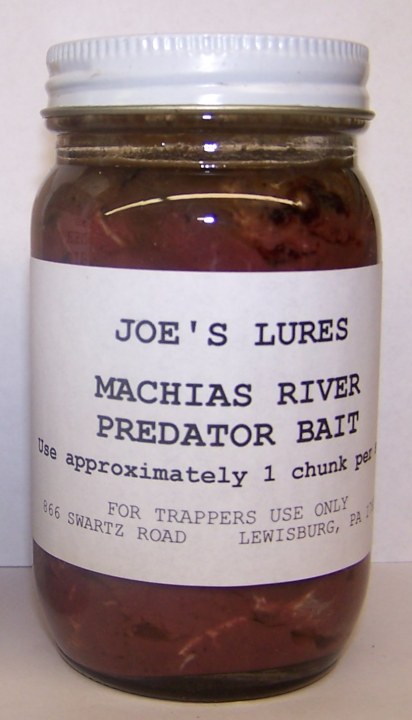 JOE'S LURES
MACHIAS RIVER
PREDATOR BAIT
Use approximately 1 chunk per
FOR TRAPPERS USE ONLY
866 SWARTZ ROAD LEWISBURG, PA